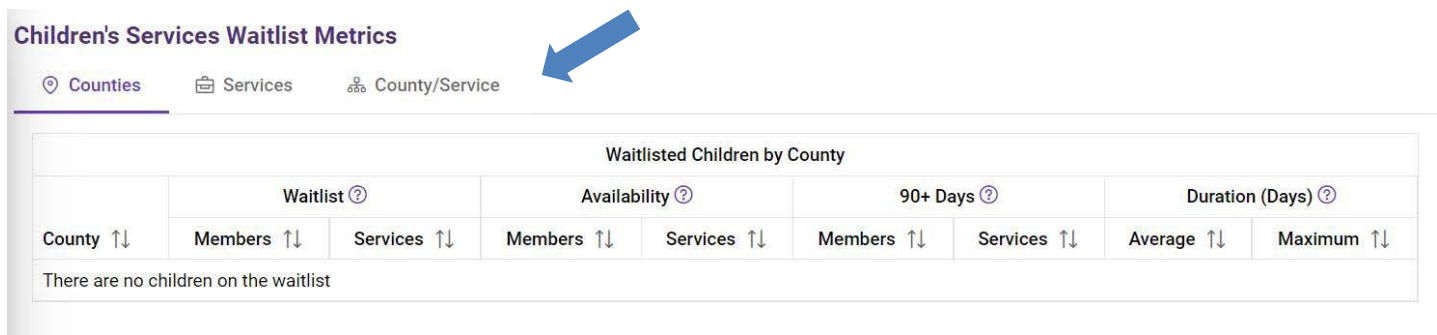 Children's Services Waitlist Metrics
Counties Services County/Service
Waitlisted Children by County
Waitlist Availability 90+ Days Duration (Days)
County Members Services Members Services Members Services Average Maximum
There are no children on the waitlist